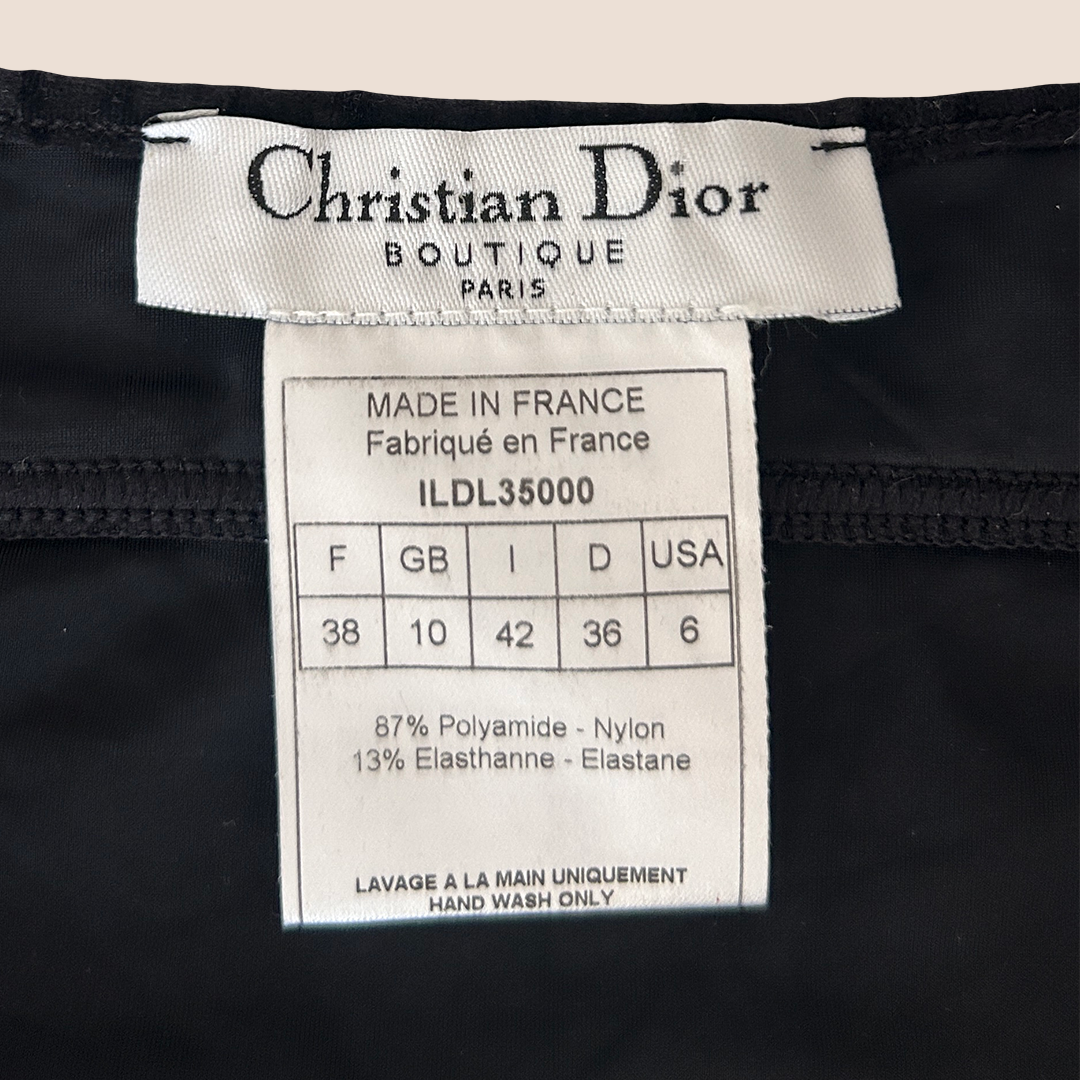 Christian Dior
BOUTIQUE
PARIS
MADE IN FRANCE
Fabriqué en France
ILDL35000
F GB I D USA
38 10 42 36 6
87% Polyamide - Nylon
13% Elasthanne - Elastane
LAVAGE A LA MAIN UNIQUEMENT
HAND WASH ONLY